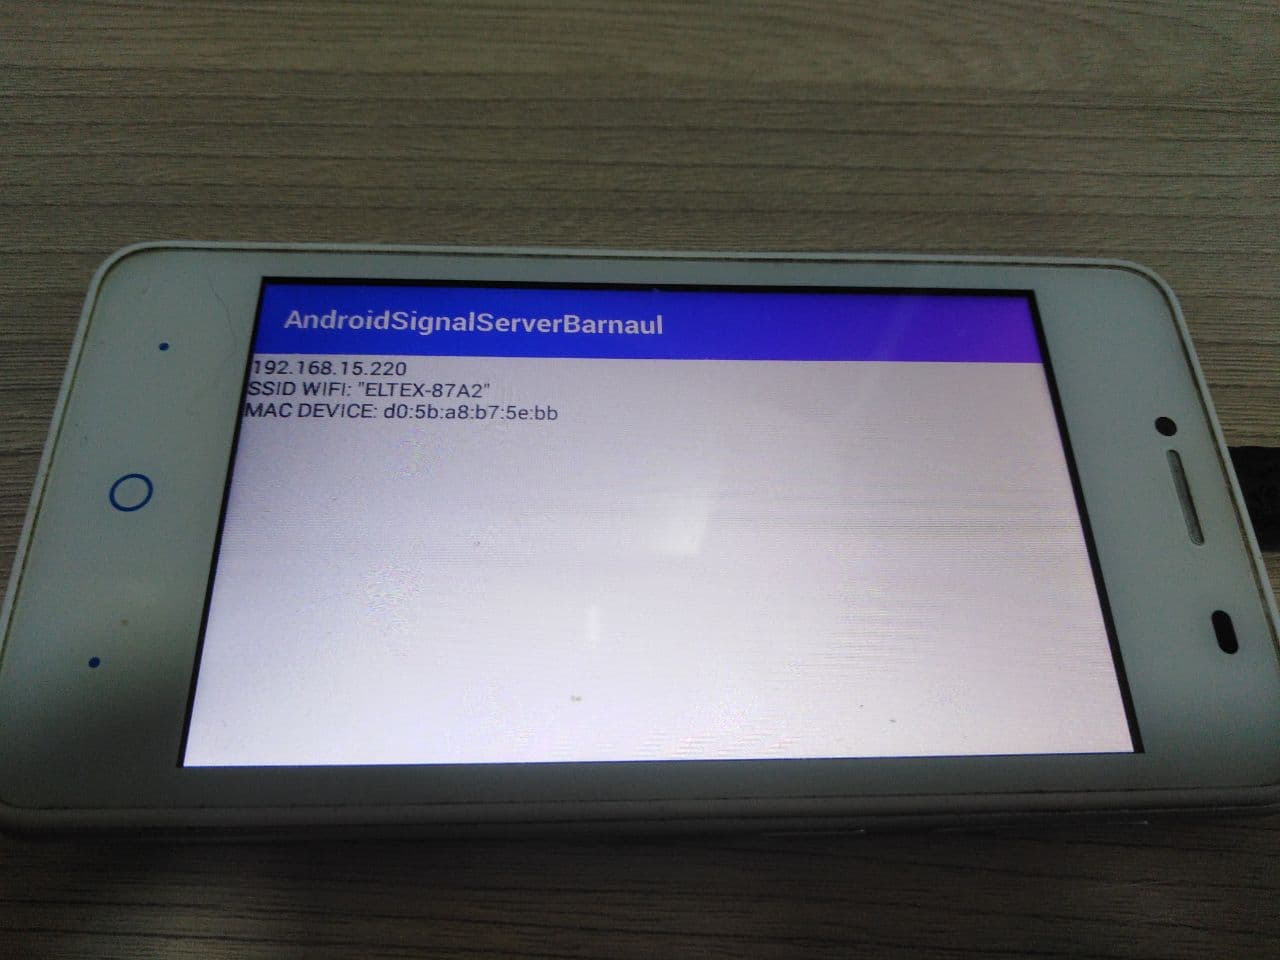 AndroidSignalServerBarnaul
192.168.15.220
SSID WIFI: "ELTEX-87A2"
MAC DEVICE: d0:5b:a8:b7:5e:bb